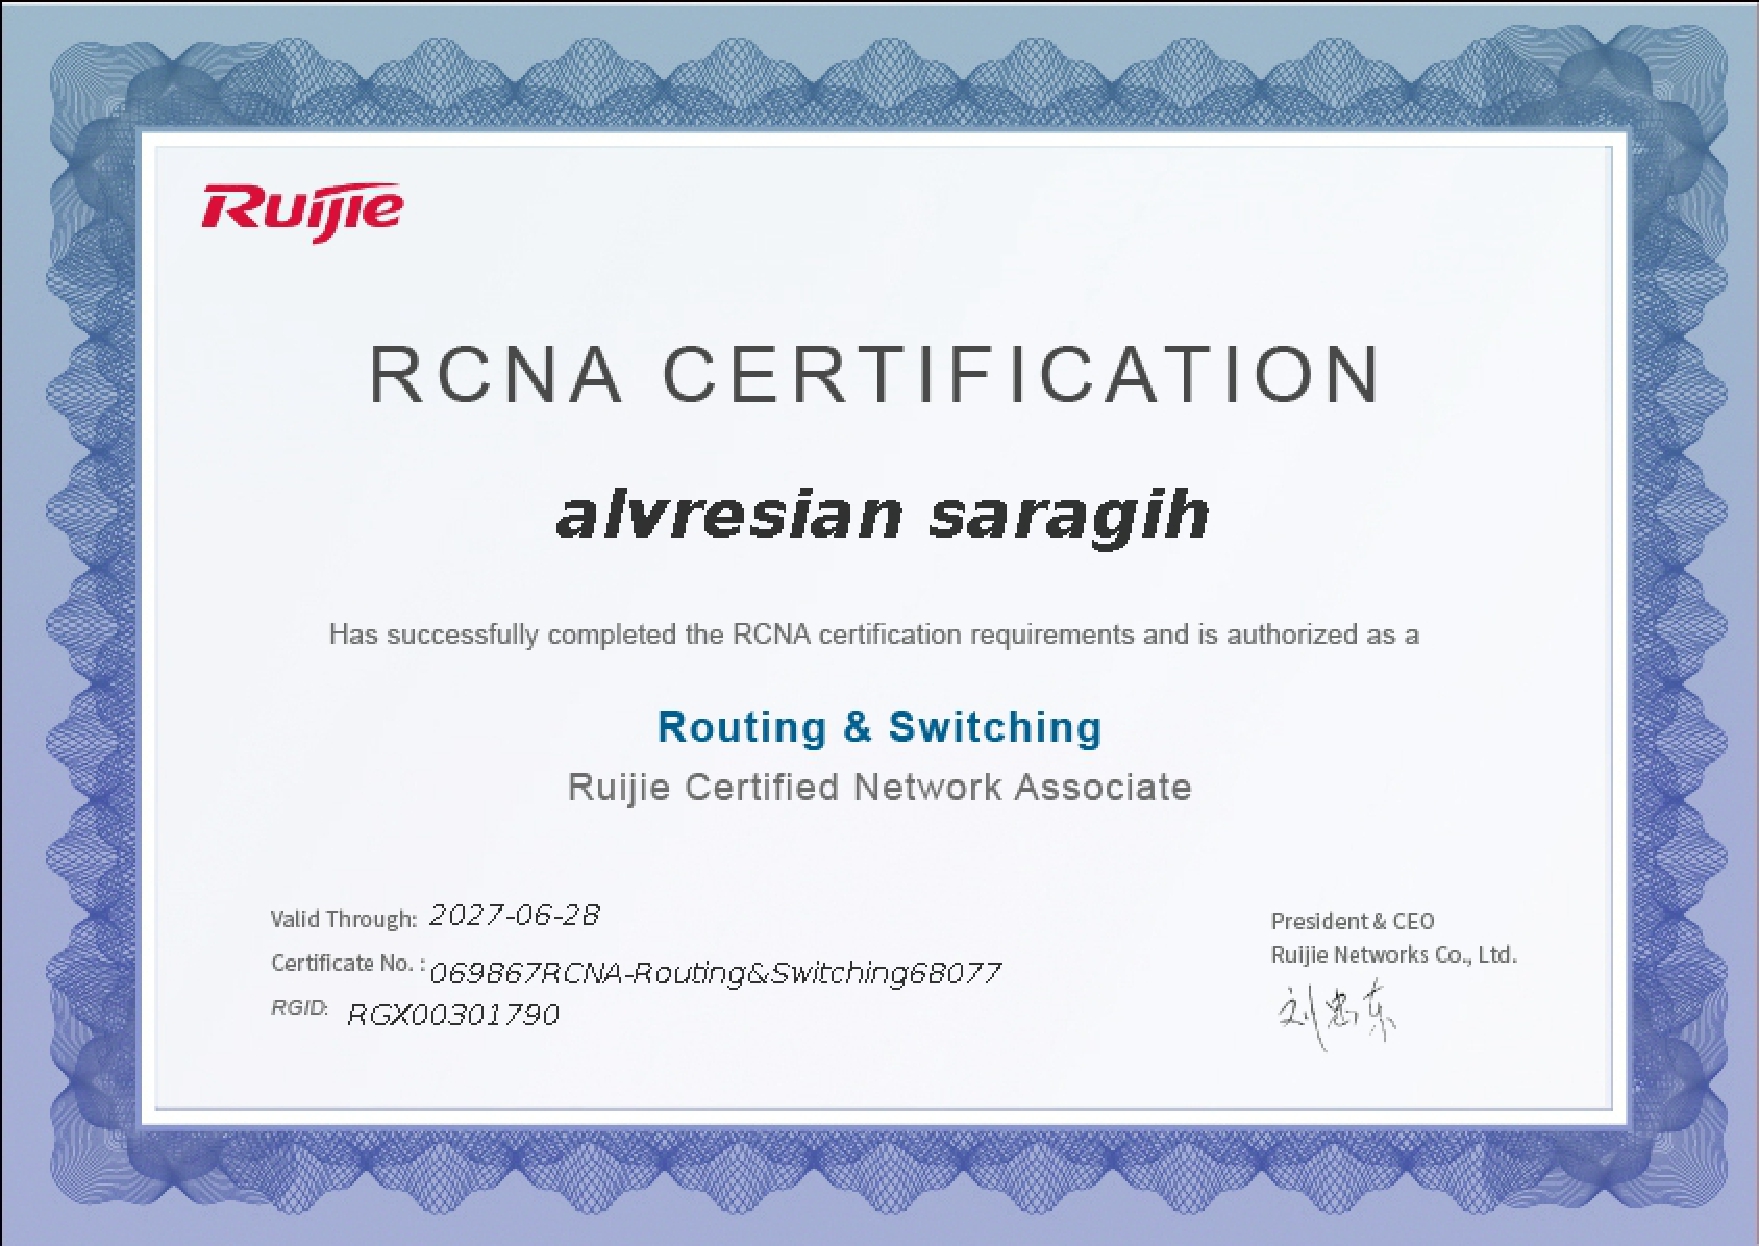 Ruijie
RCNA CERTIFICATION
alvresian saragih
Has successfully completed the RCNA certification requirements and is authorized as a
Routing & Switching
Ruijie Certified Network Associate
Valid Through: 2027-06-28
Certificate No. : 069867RCNA-Routing&Switching68077
RGID: RGX00301790
President & CEO
Ruijie Networks Co., Ltd.
刘忠东